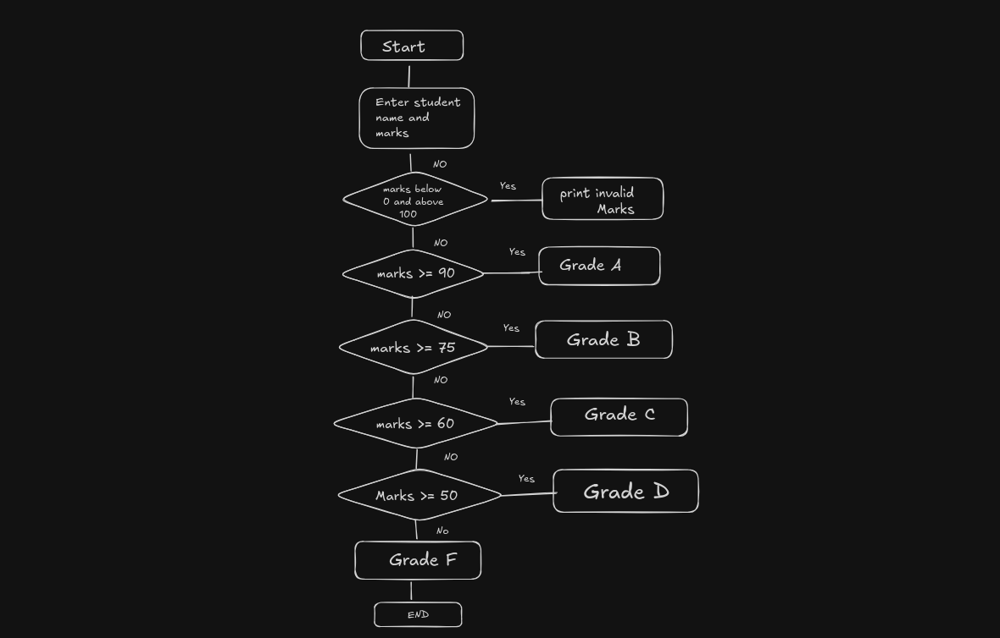 Start
Enter student
name and
marks
NO
marks below
0 and above
100
Yes
print invalid
Marks
NO
marks >= 90
Yes
Grade A
NO
marks >= 75
Yes
Grade B
NO
marks >= 60
Yes
Grade C
NO
Marks >= 50
Yes
Grade D
No
Grade F
END